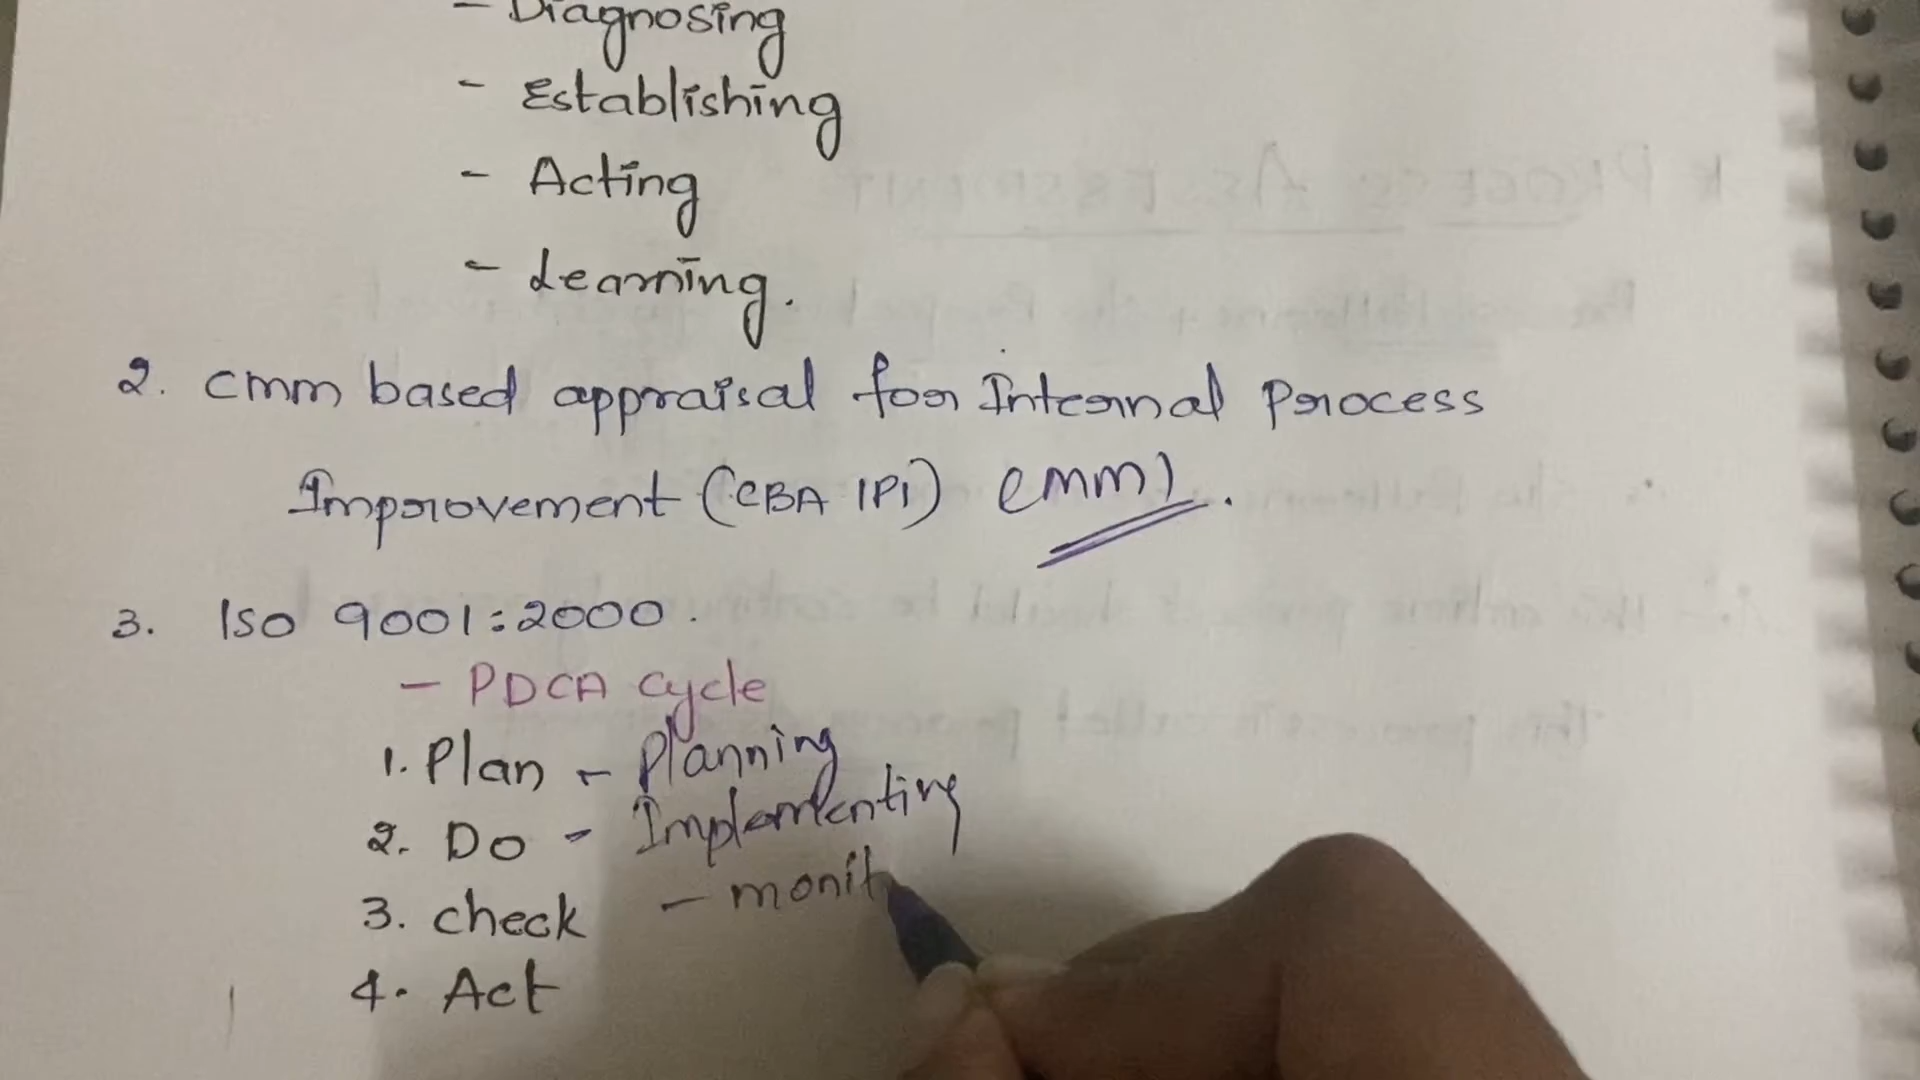 - Diagnosing
- Establishing
- Acting
- Learning.
2. CMM based appraisal for Internal Process
Improvement (CBA IPI) CMMI.
3. ISO 9001:2000.
- PDCA cycle
1. Plan - Planning
2. Do - Implementing
3. check - monit
4. Act